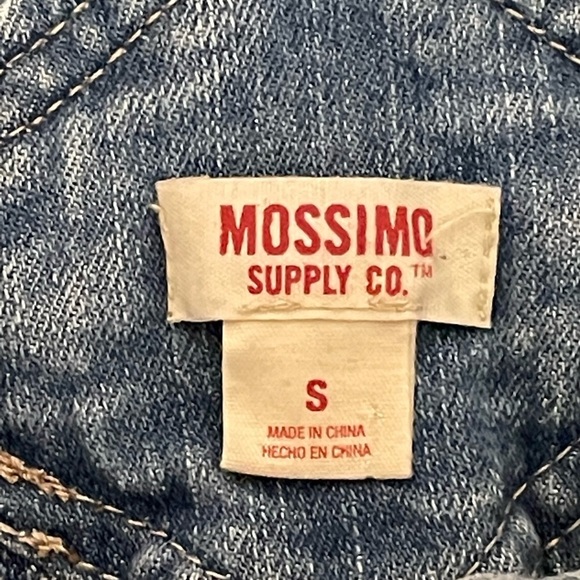 MOSSIMO
SUPPLY CO.™
S
MADE IN CHINA
HECHO EN CHINA